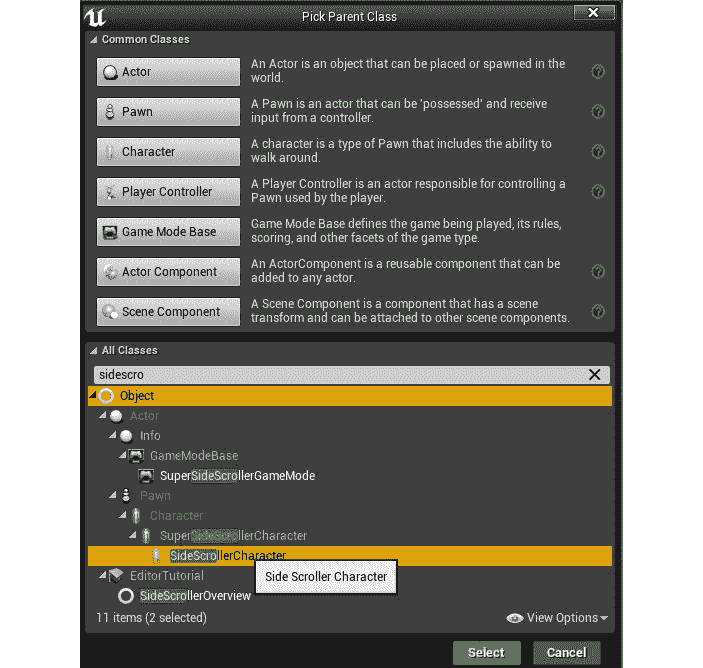 Pick Parent Class
Common Classes
Actor
An Actor is an object that can be placed or spawned in the
world.
Pawn
A Pawn is an actor that can be 'possessed' and receive
input from a controller.
Character
A character is a type of Pawn that includes the ability to
walk around.
Player Controller
A Player Controller is an actor responsible for controlling a
Pawn used by the player.
Game Mode Base
Game Mode Base defines the game being played, its rules,
scoring, and other facets of the game type.
Actor Component
An ActorComponent is a reusable component that can be
added to any actor.
Scene Component
A Scene Component is a component that has a scene
transform and can be attached to other scene components.
All Classes
sidescro
Object
Actor
Info
GameModeBase
SuperSideScrollerGameMode
Pawn
Character
SuperSideScrollerCharacter
SideScrollerCharacter
Side Scroller Character
EditorTutorial
SideScrollerOverview
11 items (2 selected)
View Options
Select
Cancel